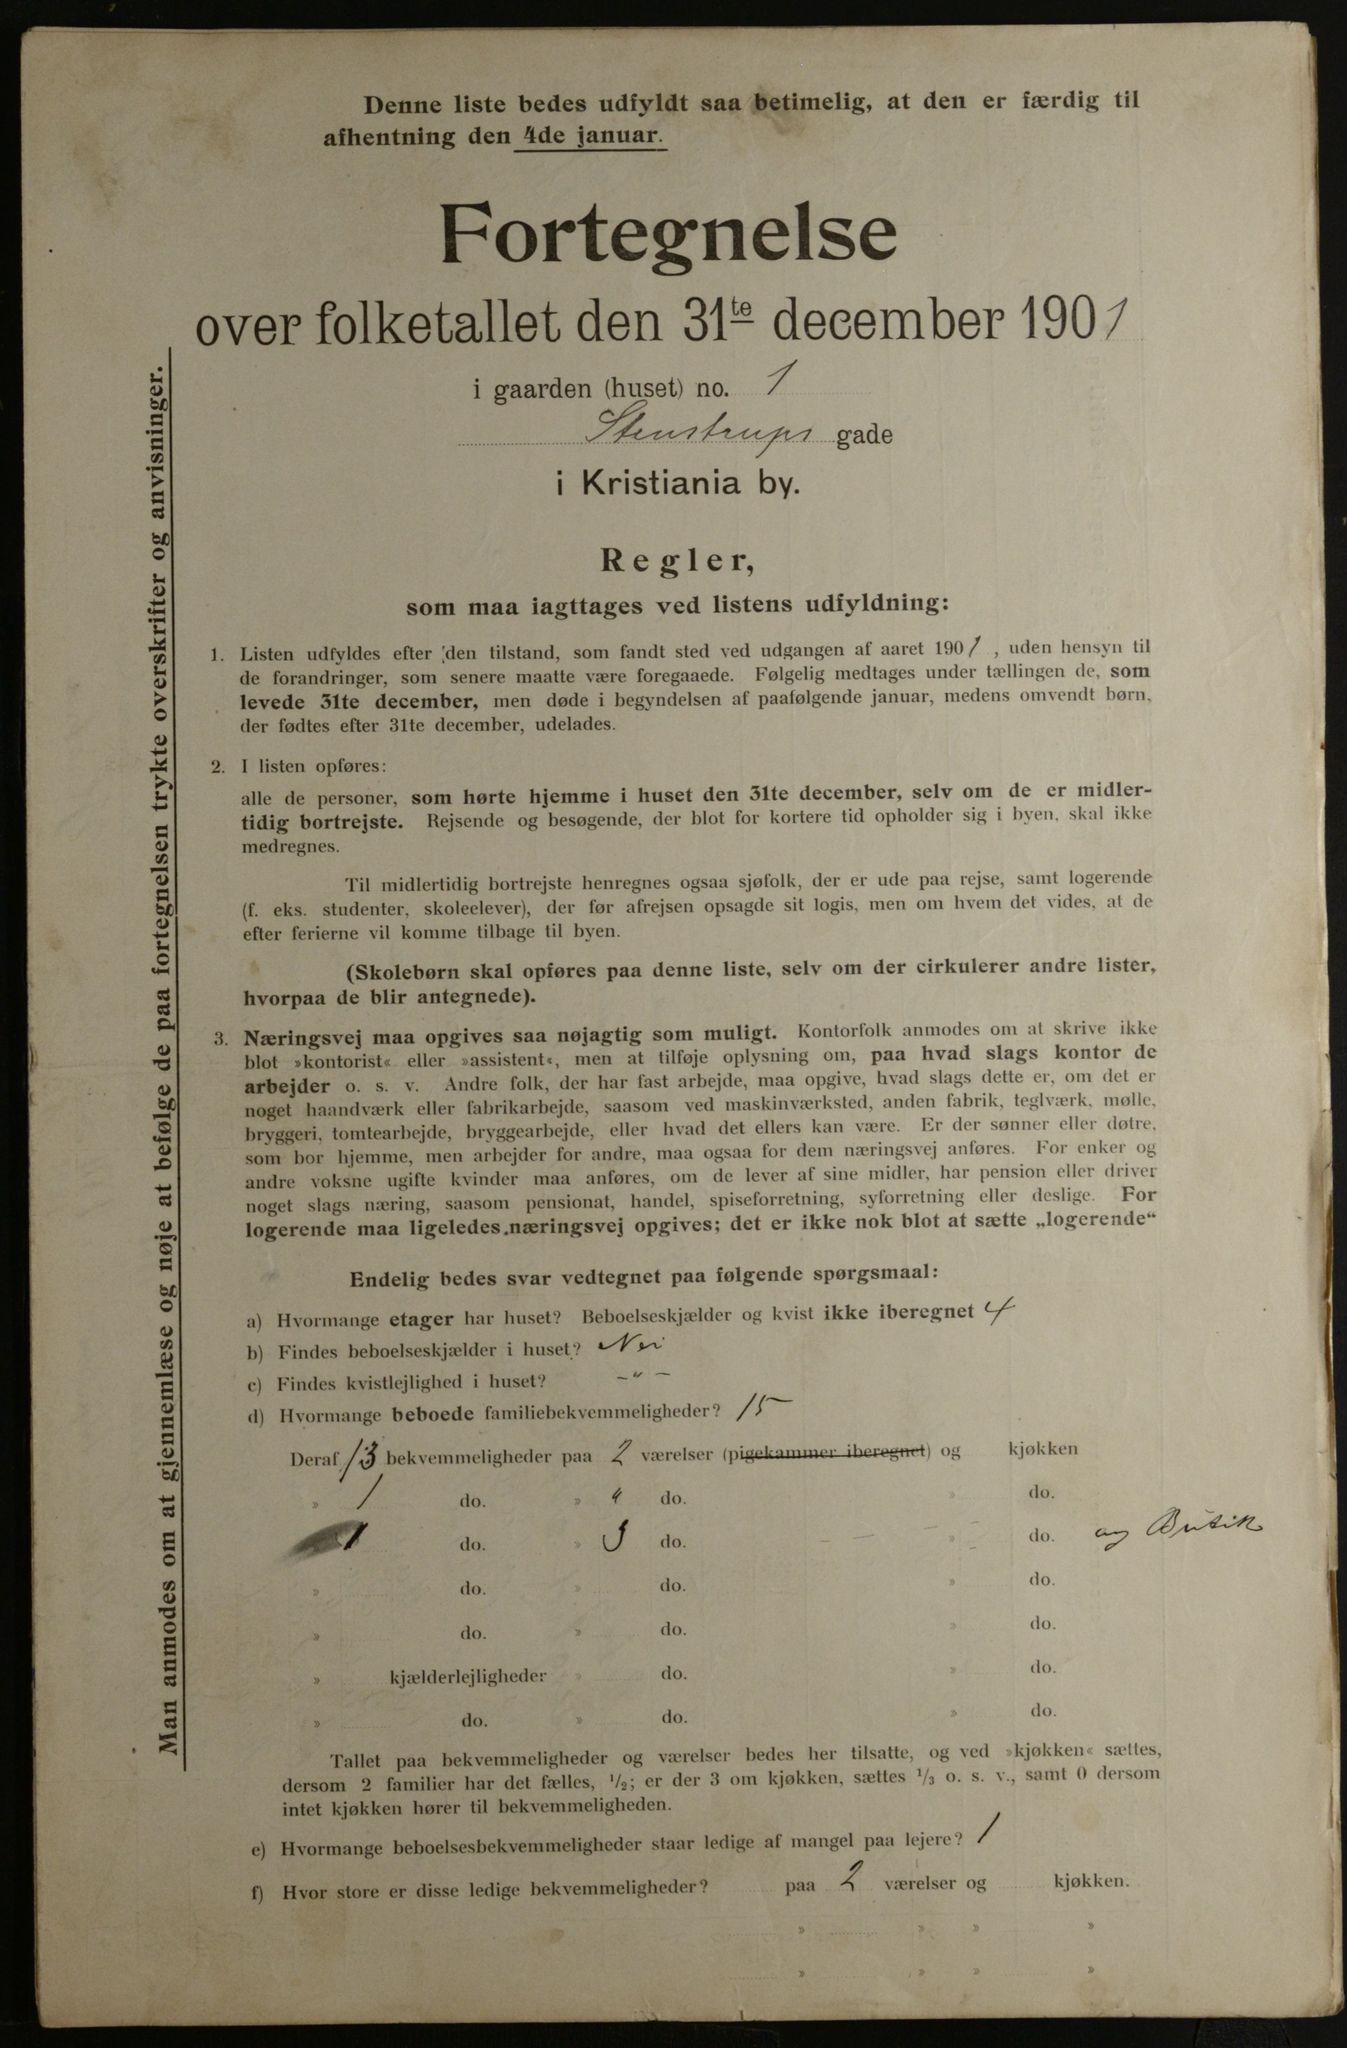 Denne liste bedes udfyldt saa betimelig, at den er færdig til
afhentning den 4de januar.
Fortegnelse
over folketallet den 31te december 1901
i gaarden (huset) no. 1
Stenstrups gade
i Kristiania by.
Regler,
som maa iagttages ved listens udfyldning:
1. Listen udfyldes efter den tilstand, som fandt sted ved udgangen af aaret 1901, uden hensyn til
de forandringer, som senere maatte være foregaaede. Følgelig medtages under tællingen de, som
levede 31te december, men døde i begyndelsen af paafølgende januar, medens omvendt børn,
der fødtes efter 31te december, udelades.
2. I listen opføres:
alle de personer, som hørte hjemme i huset den 31te december, selv om de er midler-
tidig bortrejste. Rejsende og besøgende, der blot for kortere tid opholder sig i byen, skal ikke
medregnes.
Til midlertidig bortrejste henregnes ogsaa sjøfolk, der er ude paa rejse, samt logerende
(f. eks. studenter, skoleelever), der før afrejsen opsagde sit logis, men om hvem det vides, at de
efter ferierne vil komme tilbage til byen.
(Skolebørn skal opføres paa denne liste, selv om der cirkulerer andre lister,
hvorpaa de blir antegnede).
3. Næringsvej maa opgives saa nøjagtig som muligt. Kontorfolk anmodes om at skrive ikke
blot »kontorist« eller »assistent«, men at tilføje oplysning om, paa hvad slags kontor de
arbejder o. s. v. Andre folk, der har fast arbejde, maa opgive, hvad slags dette er, om det er
noget haandværk eller fabrikarbejde, saasom ved maskinværksted, anden fabrik, teglværk, mølle,
bryggeri, tomtearbejde, bryggearbejde, eller hvad det ellers kan være. Er der sønner eller døtre,
som bor hjemme, men arbejder for andre, maa ogsaa for dem næringsvej anføres. For enker og
andre voksne ugifte kvinder maa anføres, om de lever af sine midler, har pension eller driver
noget slags næring, saasom pensionat, handel, spiseforretning, syforretning eller deslige. For
logerende maa ligeledes næringsvej opgives; det er ikke nok blot at sætte „logerende“
Endelig bedes svar vedtegnet paa følgende spørgsmaal:
a) Hvormange etager har huset? Beboelseskjælder og kvist ikke iberegnet 4
b) Findes beboelseskjælder i huset? Nei
c) Findes kvistlejlighed i huset? – " –
d) Hvormange beboede familiebekvemmeligheder? 15
Deraf 13 bekvemmeligheder paa 2 værelser (pigekammer iberegnet) og kjøkken
» 1 do. » " do. » do.
1 do. » 3 do. – – » do. og Butik
» do. » do. » do.
» do. » do. » do.
» kjælderlejligheder » do. » do.
» do. » do. » do.
Tallet paa bekvemmeligheder og værelser bedes her tilsatte, og ved »kjøkken« sættes,
dersom 2 familier har det fælles, 1/2; er der 3 om kjøkken, sættes 1/3 o. s. v., samt 0 dersom
intet kjøkken hører til bekvemmeligheden.
e) Hvormange beboelsesbekvemmeligheder staar ledige af mangel paa lejere? 1
f) Hvor store er disse ledige bekvemmeligheder? paa 2 værelser og kjøkken.
» » » »
» » » »
Man anmodes om at gjennemlæse og nøje at befølge de paa fortegnelsen trykte overskrifter og anvisninger.